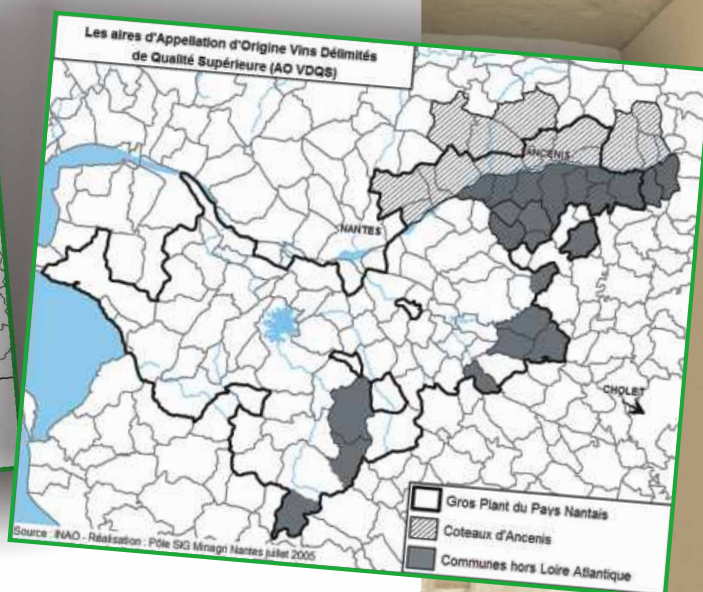 Les aires d'Appellation d'Origine Vins Délimités
de Qualité Supérieure (AO VDQS)
ANCENIS
NANTES
CHOLET
Gros Plant du Pays Nantais
Coteaux d'Ancenis
Communes hors Loire Atlantique
Source : INAO - Réalisation : Pôle SIG Minagri Nantes juillet 2005